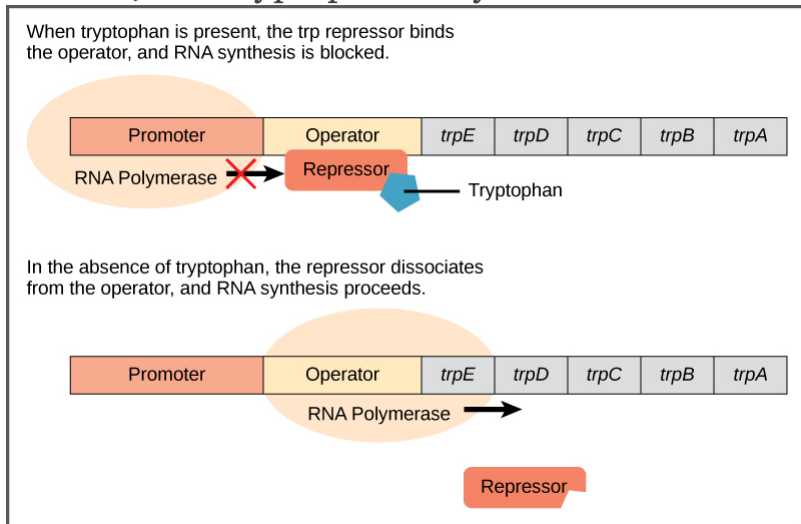 When tryptophan is present, the trp repressor binds
the operator, and RNA synthesis is blocked.
Promoter Operator trpE trpD trpC trpB trpA
RNA Polymerase Repressor
Tryptophan
In the absence of tryptophan, the repressor dissociates
from the operator, and RNA synthesis proceeds.
Promoter Operator trpE trpD trpC trpB trpA
RNA Polymerase
Repressor